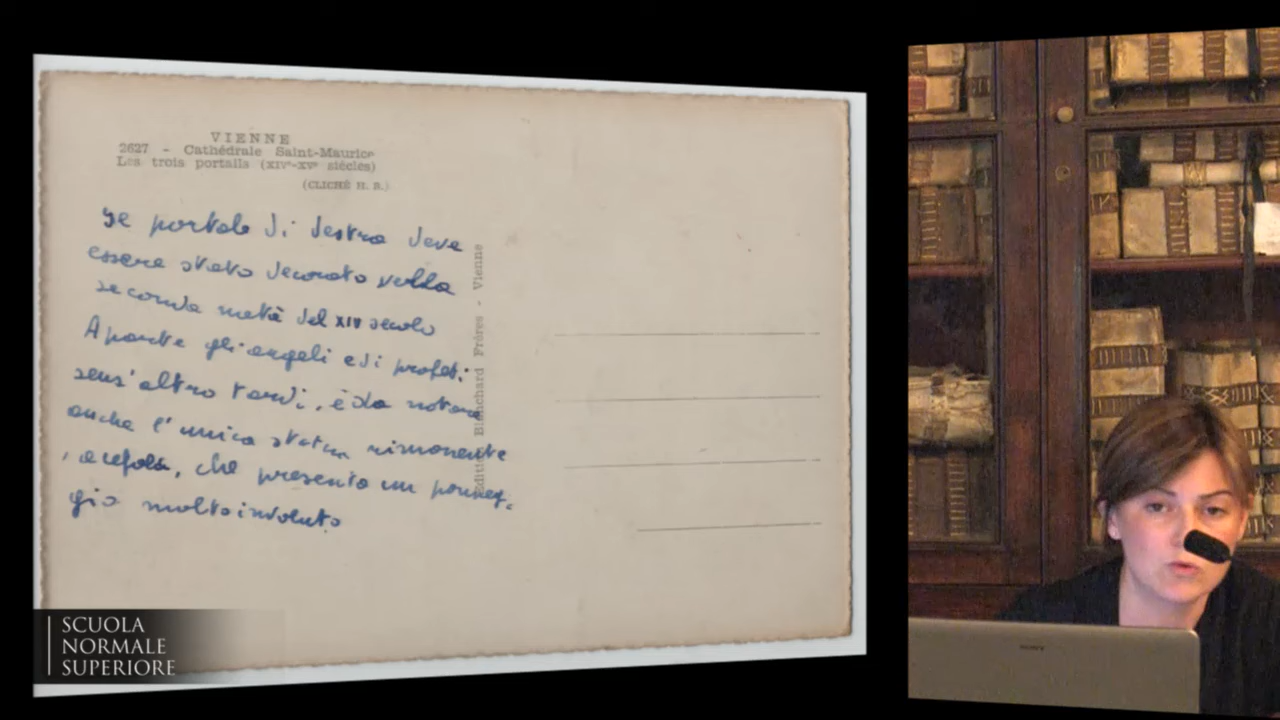 VIENNE
2627 - Cathédrale Saint-Maurice
Les trois portails (XIVe-XVe siècles)
(CLICHÉ H. R.)
Il portale di destra deve
essere stato decorato nella
seconda metà del XIV secolo
A parte gli angeli e di profeti
senz'altro tardi, è da notare
anche l'unica statua rimanente
, acefala, che presenta un panneg-
gio molto involuto
Blanchard Frères - Vienne
SCUOLA
NORMALE
SUPERIORE
SONY